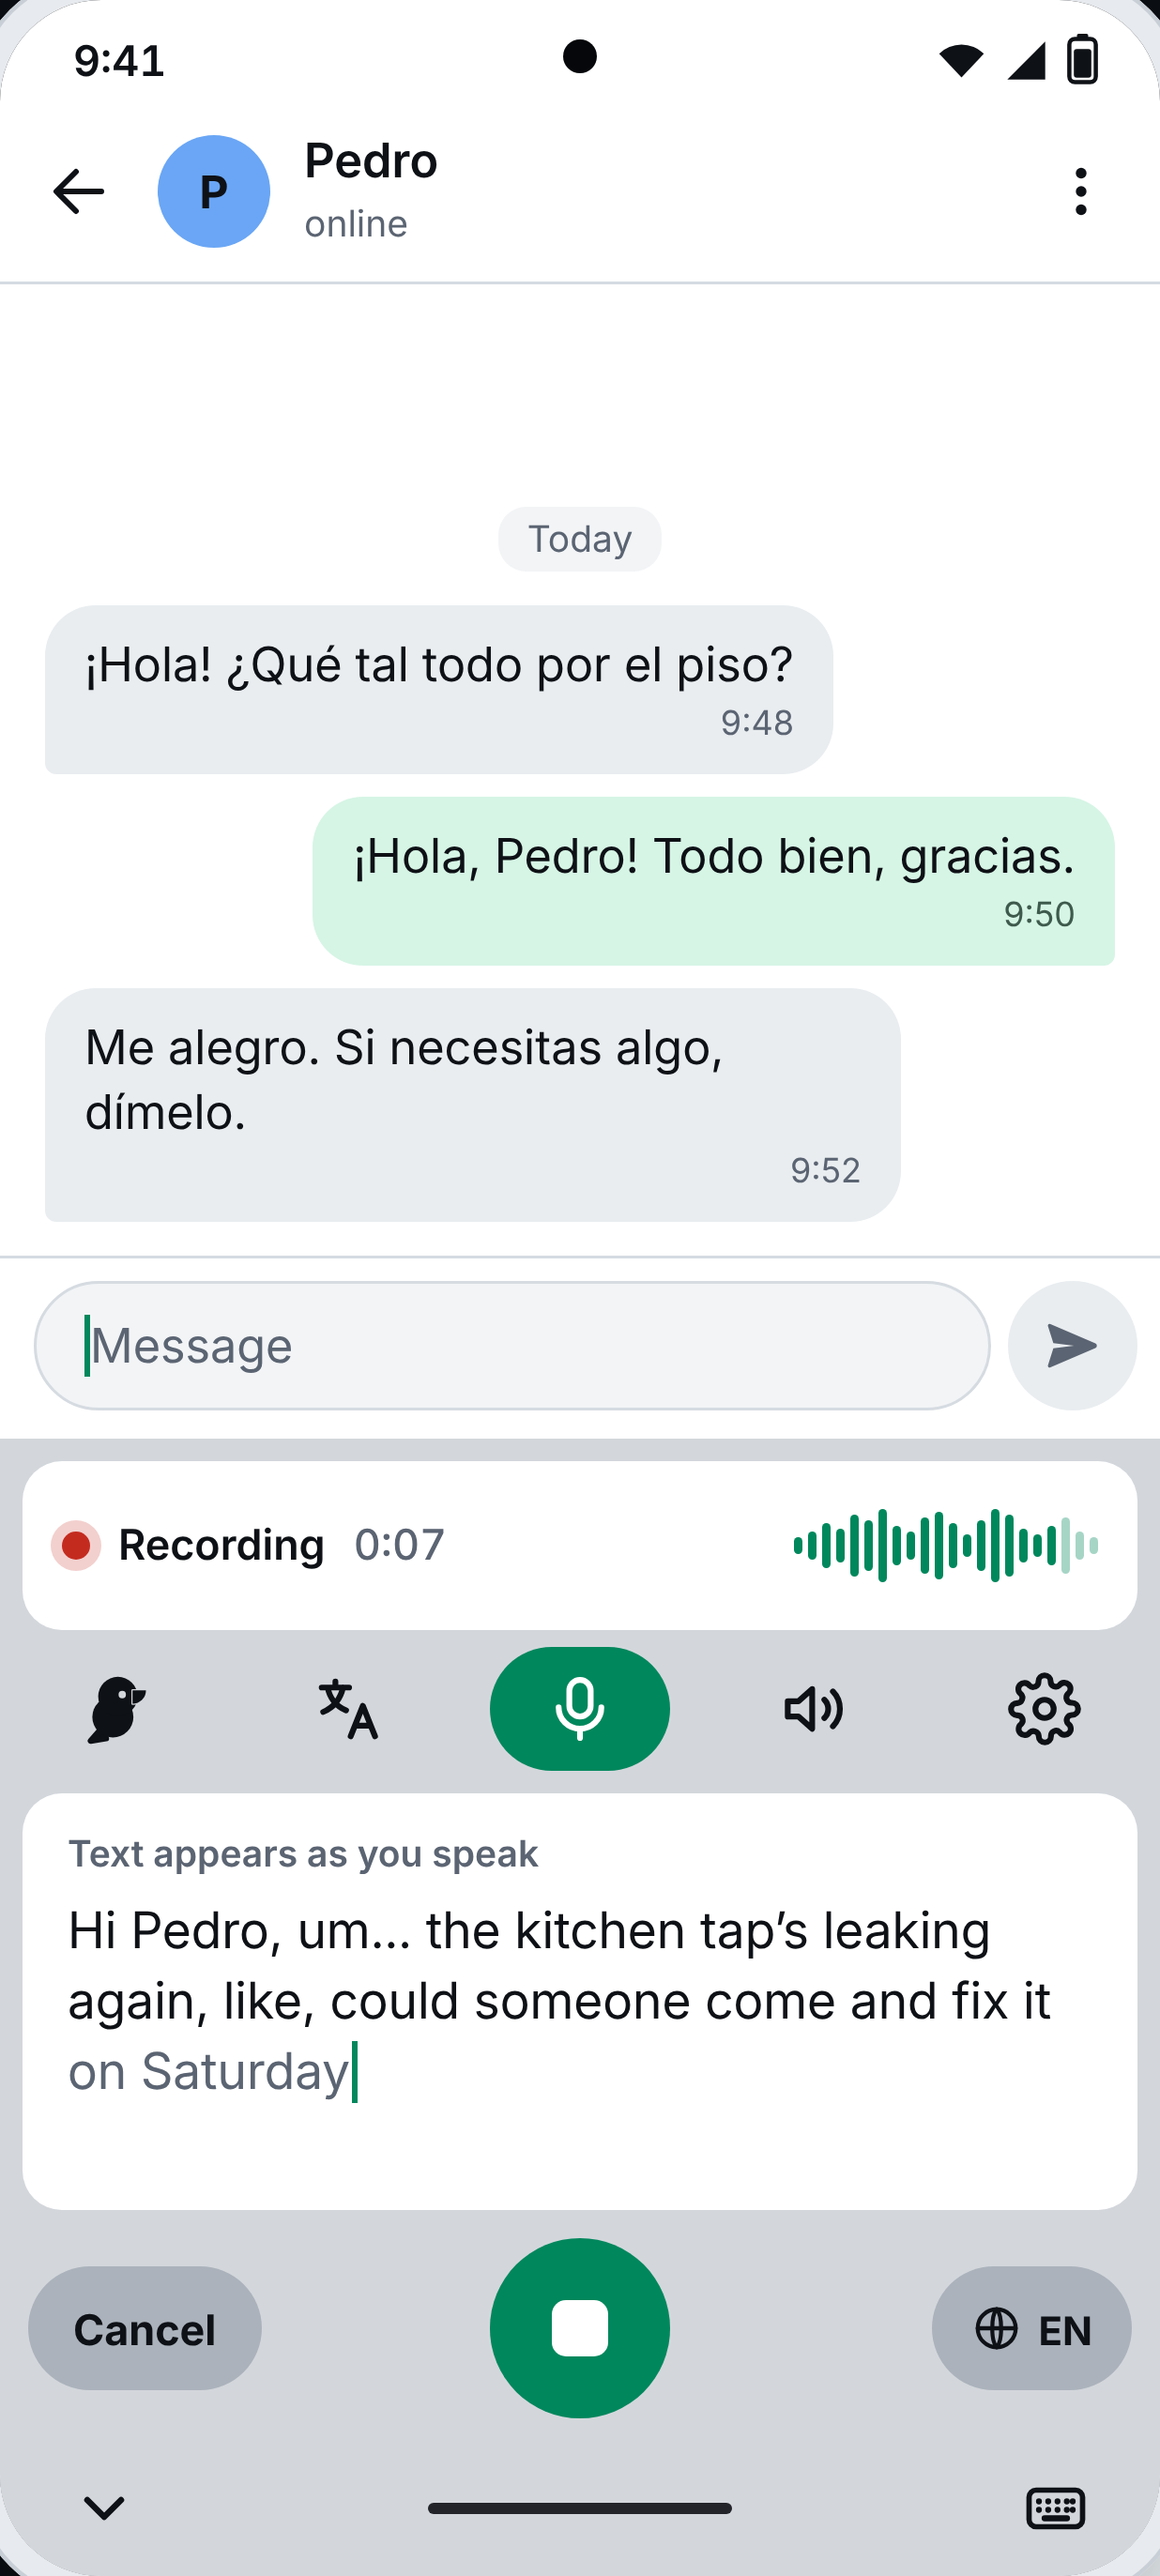 9:41
P
Pedro
online
Today
¡Hola! ¿Qué tal todo por el piso?
9:48
¡Hola, Pedro! Todo bien, gracias.
9:50
Me alegro. Si necesitas algo,
dímelo.
9:52
Message
Recording 0:07
文A
Text appears as you speak
Hi Pedro, um… the kitchen tap’s leaking
again, like, could someone come and fix it
on Saturday
Cancel
EN